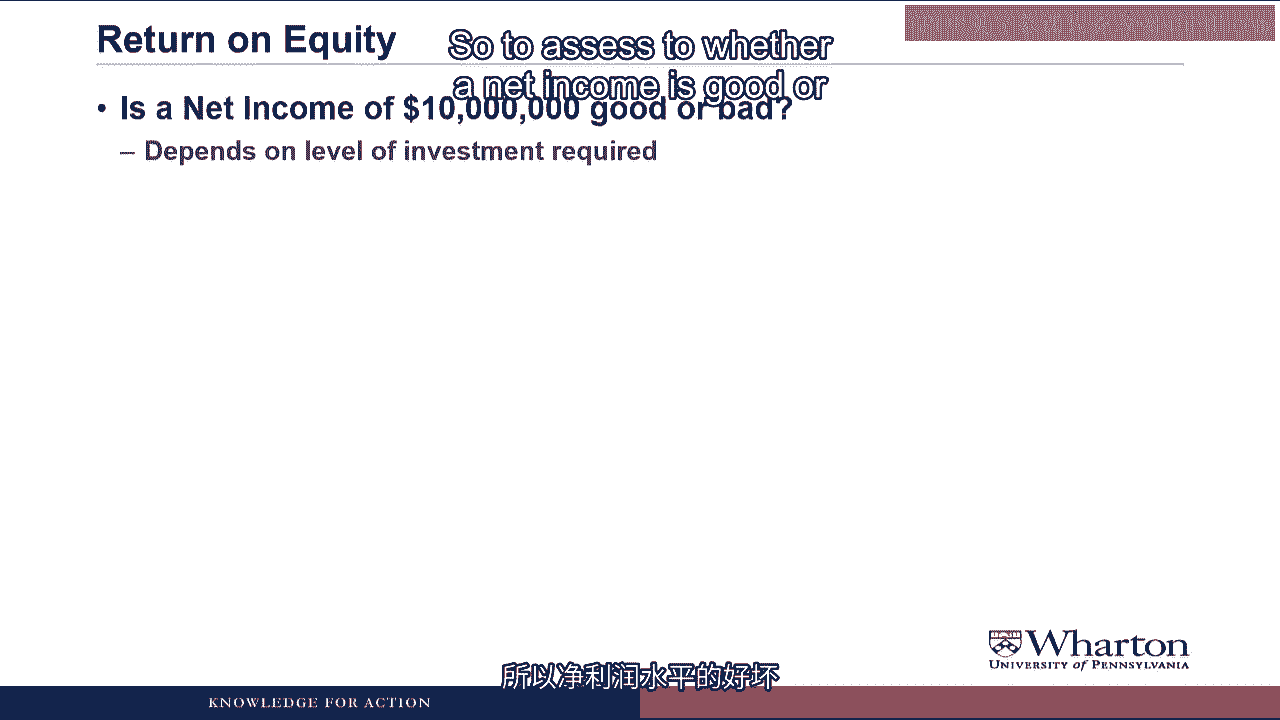 Return on Equity
So to assess to whether
a net income is good or
• Is a Net Income of $10,000,000 good or bad?
– Depends on level of investment required
Wharton
UNIVERSITY of PENNSYLVANIA
所以净利润水平的好坏
KNOWLEDGE FOR ACTION